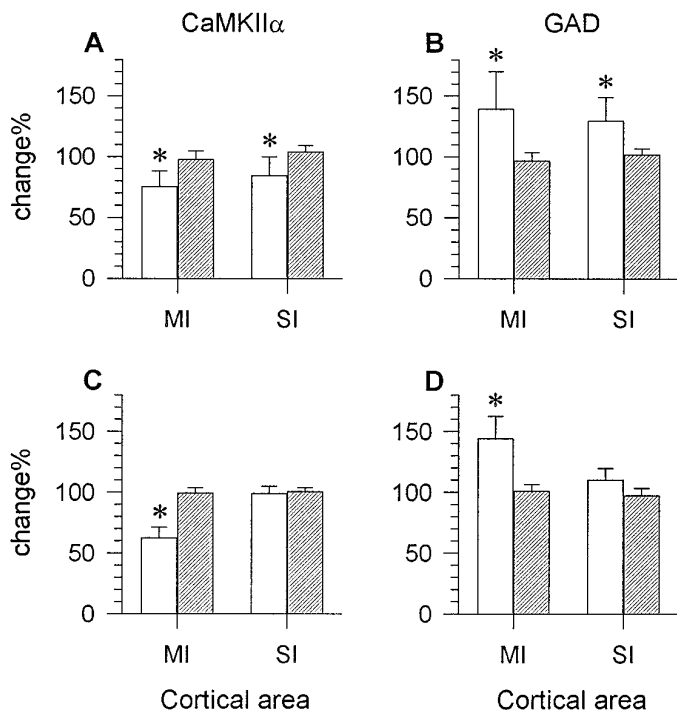 CaMKIIα GAD
A B
change%
150
100
50
0
* * * *
150
100
50
0
MI SI MI SI
C D
change%
150
100
50
0
* *
150
100
50
0
MI SI MI SI
Cortical area Cortical area